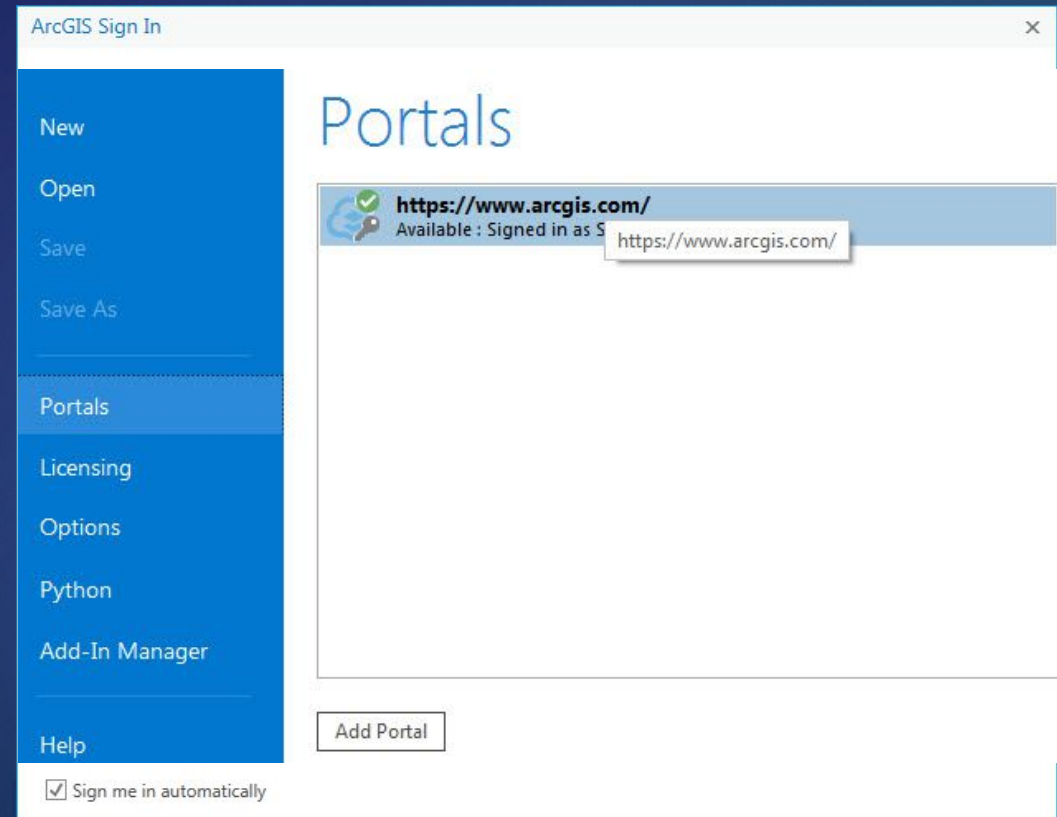 ArcGIS Sign In
New
Open
Save
Save As
Portals
Licensing
Options
Python
Add-In Manager
Help
Portals
https://www.arcgis.com/
Available : Signed in as S
https://www.arcgis.com/
Add Portal
Sign me in automatically